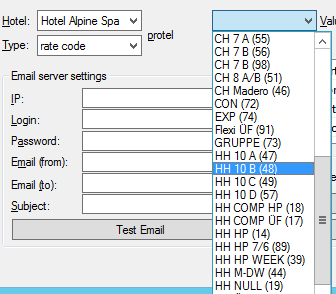 Hotel: Hotel Alpine Spa
protel
Type: rate code
Email server settings
IP:
Login:
Password:
Email (from):
Email (to):
Subject:
Test Email
CH 7 A (55)
CH 7 B (56)
CH 7 B (98)
CH 8 A/B (51)
CH Madero (46)
CON (72)
EXP (74)
Flexi ÜF (91)
GRUPPE (73)
HH 10 A (47)
HH 10 B (48)
HH 10 C (49)
HH 10 D (57)
HH COMP HP (18)
HH COMP ÜF (17)
HH HP (14)
HH HP 7/6 (89)
HH HP WEEK (39)
HH M-DW (44)
HH NULL (19)